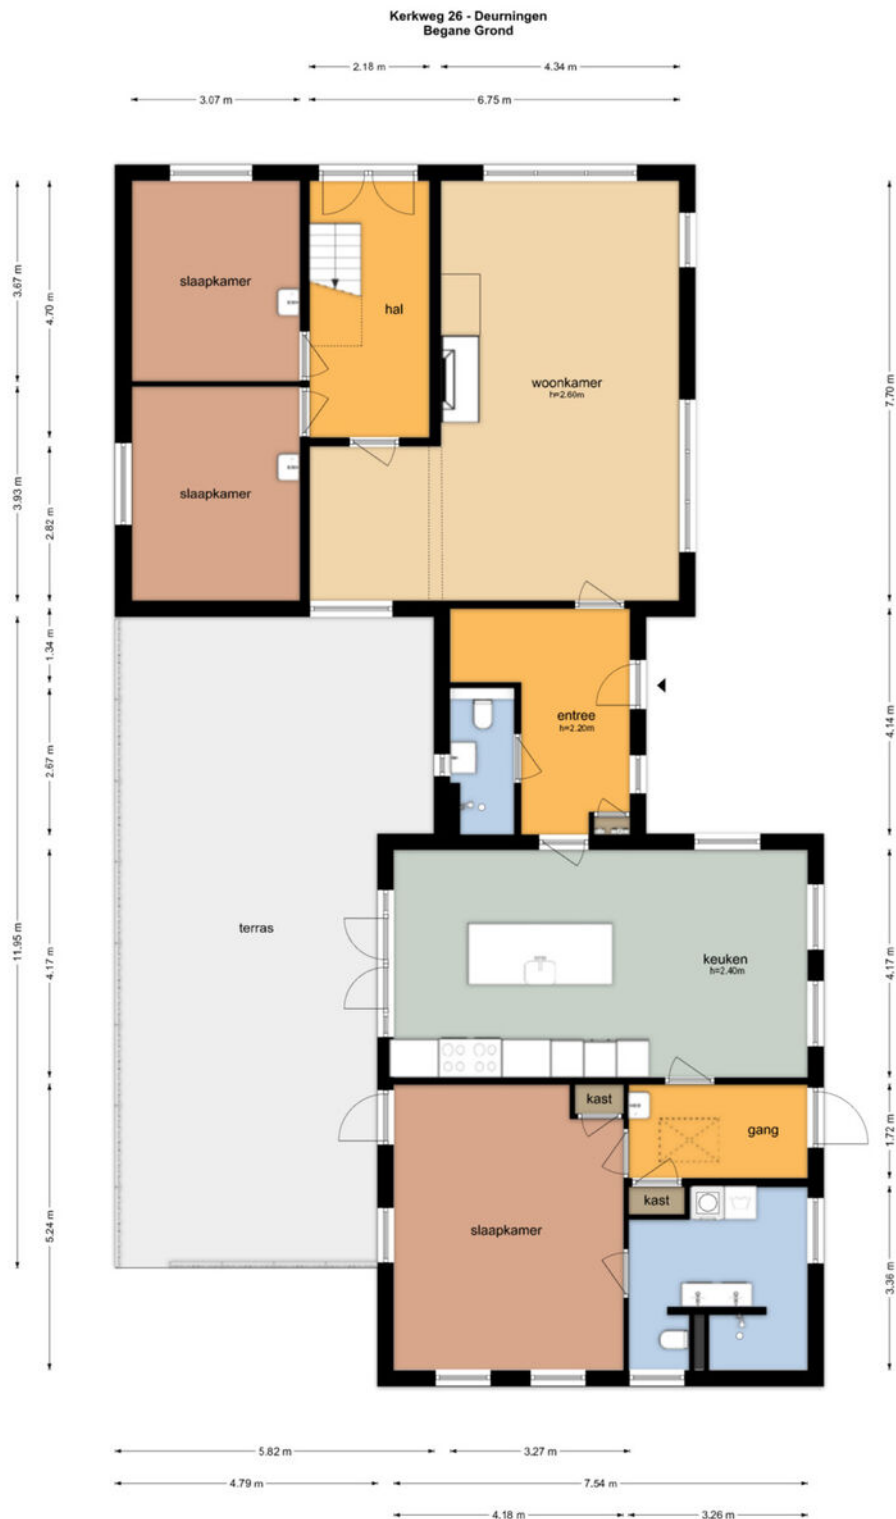 Kerkweg 26 - Deurningen
Begane Grond
2.18 m
4.34 m
3.07 m
6.75 m
slaapkamer
hal
woonkamer
h=2.60m
slaapkamer
3.67 m
4.70 m
7.70 m
3.93 m
2.82 m
entree
h=2.20m
1.34 m
2.67 m
4.14 m
terras
keuken
h=2.40m
11.95 m
4.17 m
4.17 m
kast
gang
1.72 m
kast
slaapkamer
5.24 m
3.36 m
5.82 m
3.27 m
4.79 m
7.54 m
4.18 m
3.26 m